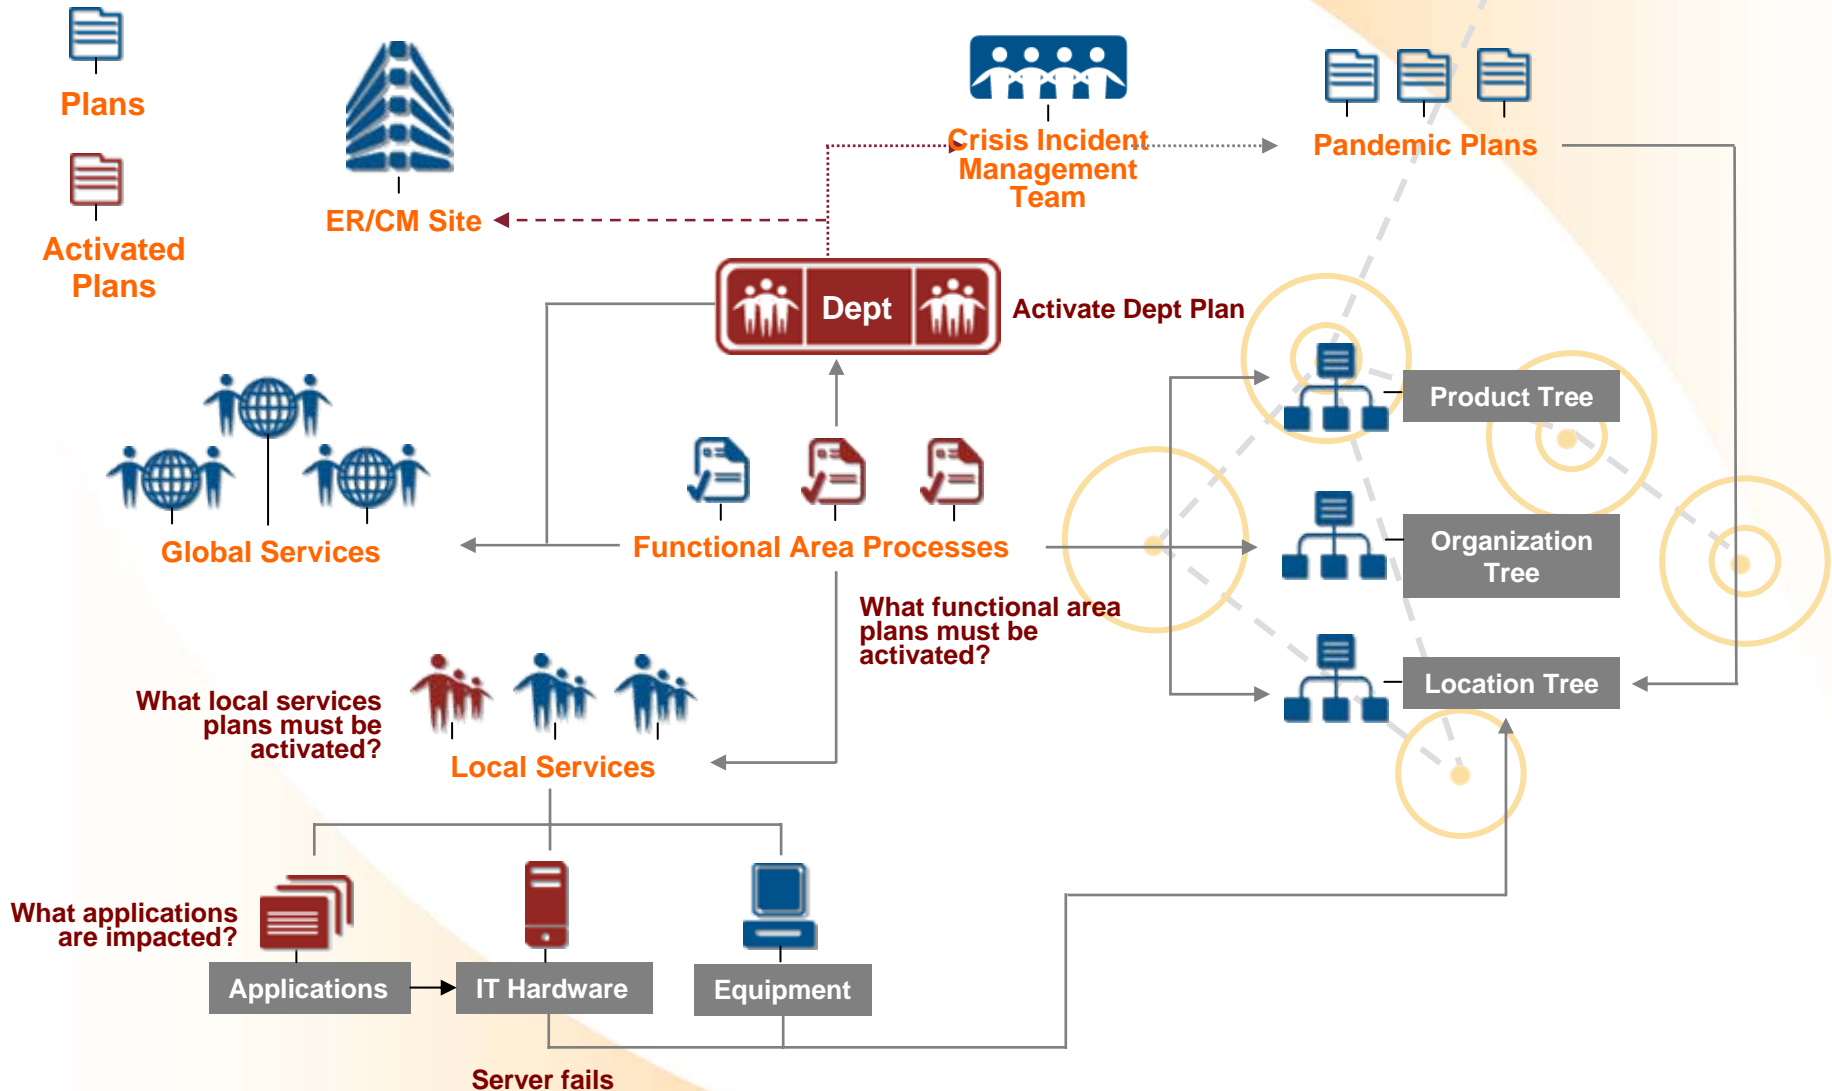 Plans
Activated
Plans
ER/CM Site
Crisis Incident
Management
Team
Pandemic Plans
Dept
Activate Dept Plan
Product Tree
Global Services
Functional Area Processes
Organization
Tree
What functional area
plans must be
activated?
Location Tree
What local services
plans must be
activated?
Local Services
What applications
are impacted?
Applications
IT Hardware
Equipment
Server fails